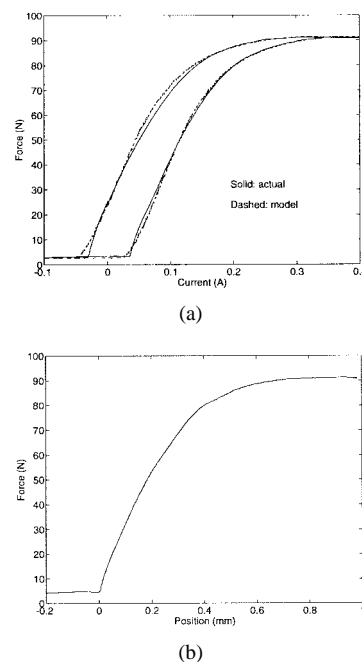 100
90
80
70
60
50
40
30
20
10
0
Force (N)
Solid: actual
Dashed: model
-0.1 0 0.1 0.2 0.3 0.4
Current (A)
(a)
100
90
80
70
60
50
40
30
20
10
0
Force (N)
-0.2 0 0.2 0.4 0.6 0.8
Position (mm)
(b)